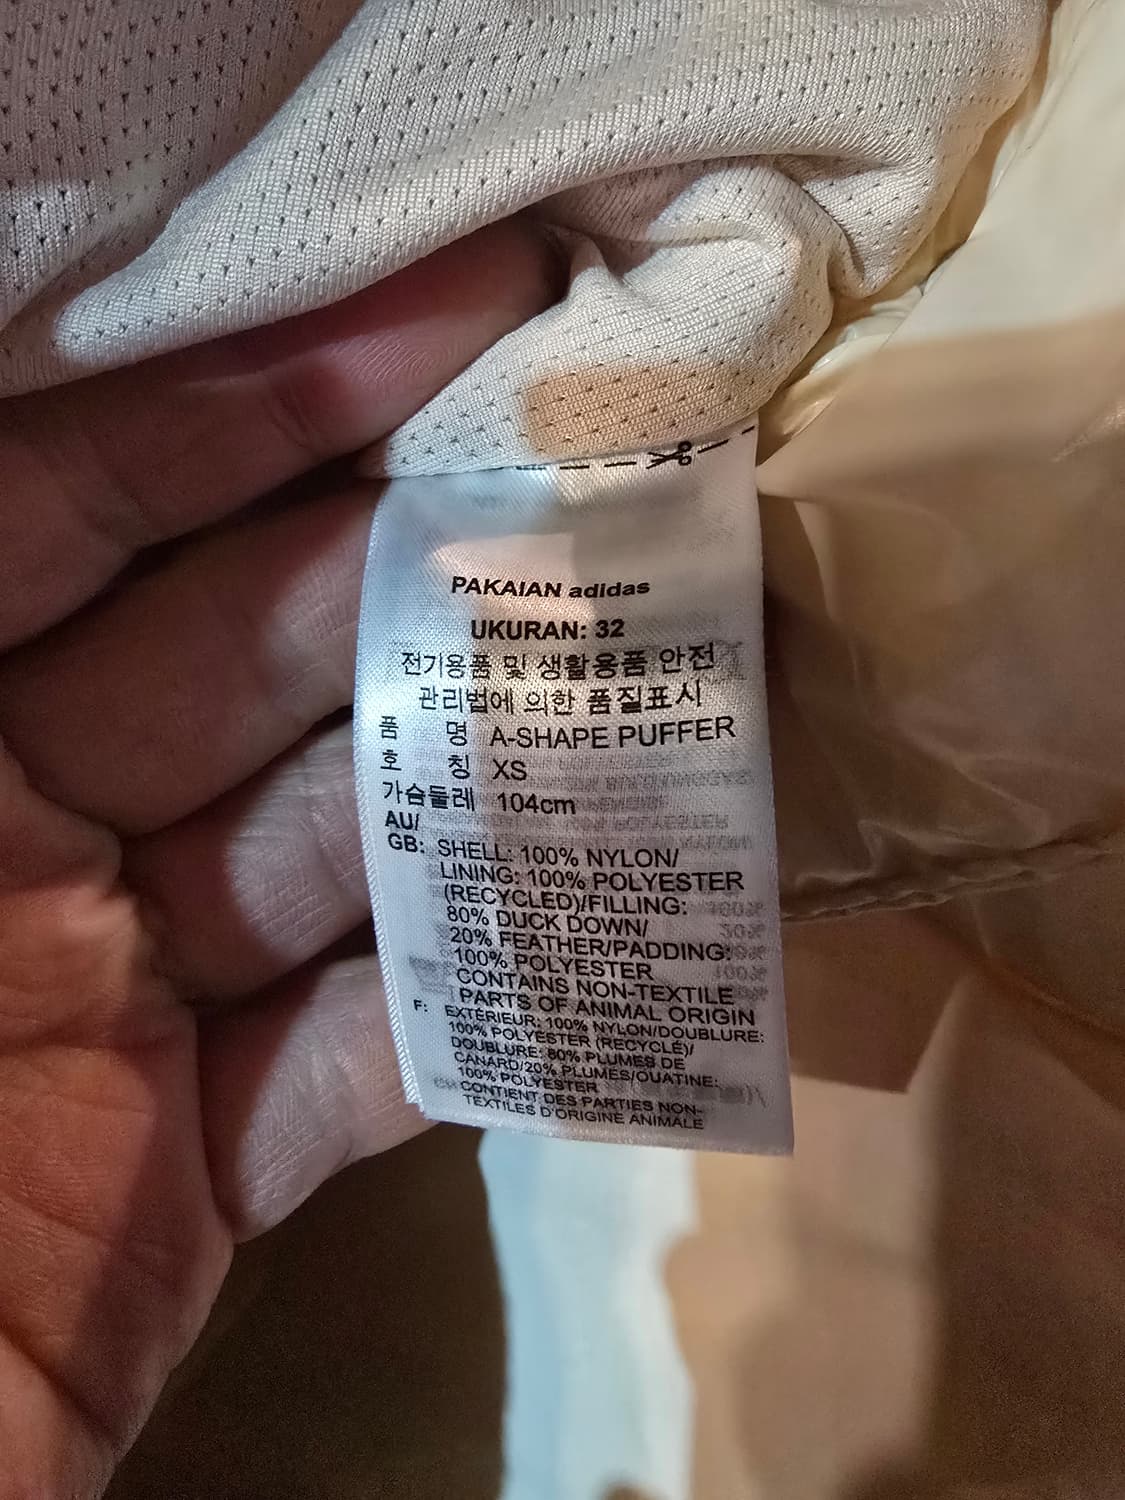 PAKAIAN adidas
UKURAN: 32
전기용품 및 생활용품 안전
관리법에 의한 품질표시
품 명 A-SHAPE PUFFER
호 칭 XS
가슴둘레 104cm
AU/
GB: SHELL: 100% NYLON/
LINING: 100% POLYESTER
(RECYCLED)/FILLING:
80% DUCK DOWN/
20% FEATHER/PADDING:
100% POLYESTER
CONTAINS NON-TEXTILE
PARTS OF ANIMAL ORIGIN
F: EXTÉRIEUR: 100% NYLON/DOUBLURE:
100% POLYESTER (RECYCLÉ)/
DOUBLURE: 80% PLUMES DE
CANARD/20% PLUMES/OUATINE:
100% POLYESTER
CONTIENT DES PARTIES NON-
TEXTILES D'ORIGINE ANIMALE